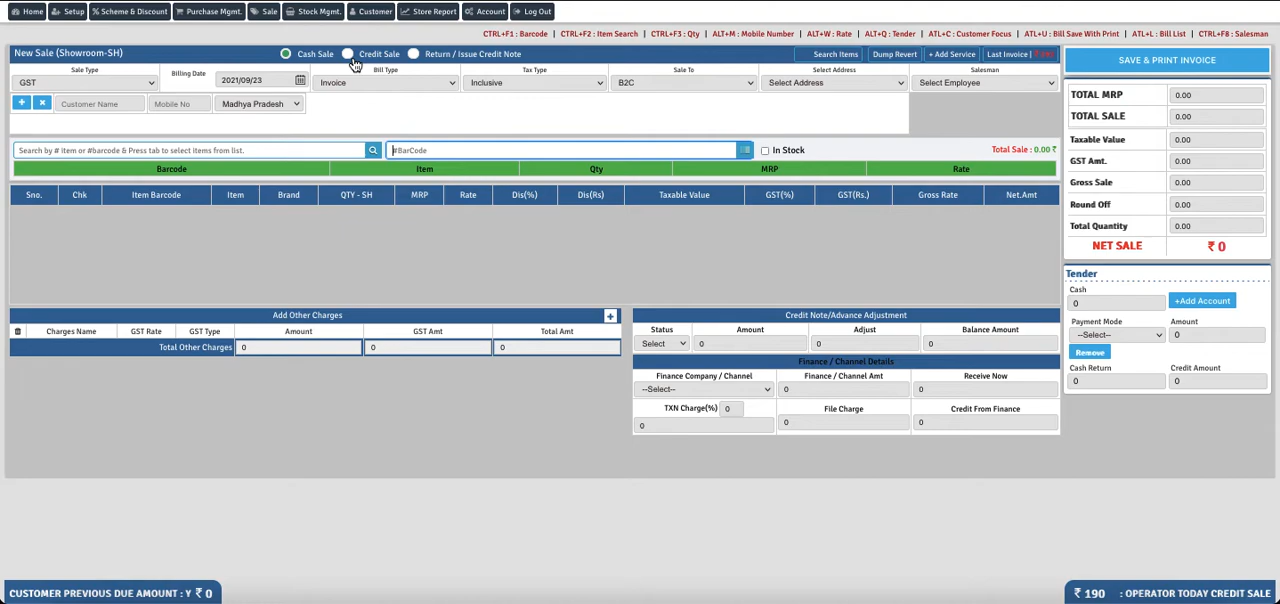 Home Setup Scheme & Discount Purchase Mgmt. Sale Stock Mgmt. Customer Store Report Account Log Out
CTRL+F1 : Barcode | CTRL+F2 : Item Search | CTRL+F3 : Qty | ALT+M : Mobile Number | ALT+W : Rate | ALT+Q : Tender | ATL+C : Customer Focus | ATL+U : Bill Save With Print | ATL+L : Bill List | CTRL+F8 : Salesman
New Sale (Showroom-SH) Cash Sale Credit Sale Return / Issue Credit Note Search Items Dump Revert + Add Service Last Invoice |
SAVE & PRINT INVOICE
Sale Type Billing Date Bill Type Tax Type Sale To Select Address Salesman
GST 2021/09/23 Invoice Inclusive B2C Select Address Select Employee
+ x Customer Name Mobile No Madhya Pradesh
Search by # item or #barcode & Press tab to select items from list. #BarCode In Stock Total Sale : 0.00 ₹
Barcode Item Qty MRP Rate
Sno. Chk Item Barcode Item Brand QTY - SH MRP Rate Dis(%) Dis(Rs) Taxable Value GST(%) GST(Rs.) Gross Rate Net.Amt
TOTAL MRP 0.00
TOTAL SALE 0.00
Taxable Value 0.00
GST Amt. 0.00
Gross Sale 0.00
Round Off 0.00
Total Quantity 0.00
NET SALE ₹ 0
Add Other Charges +
Charges Name GST Rate GST Type Amount GST Amt Total Amt
Total Other Charges 0 0 0
Credit Note/Advance Adjustment
Status Amount Adjust Balance Amount
Select 0 0 0
Finance / Channel Details
Finance Company / Channel Finance / Channel Amt Receive Now
--Select-- 0 0
TXN Charge(%) 0 File Charge Credit From Finance
0 0 0
Tender
Cash
0 +Add Account
Payment Mode Amount
--Select-- 0
Remove
Cash Return Credit Amount
0 0
CUSTOMER PREVIOUS DUE AMOUNT : Y ₹ 0
₹ 190 : OPERATOR TODAY CREDIT SALE